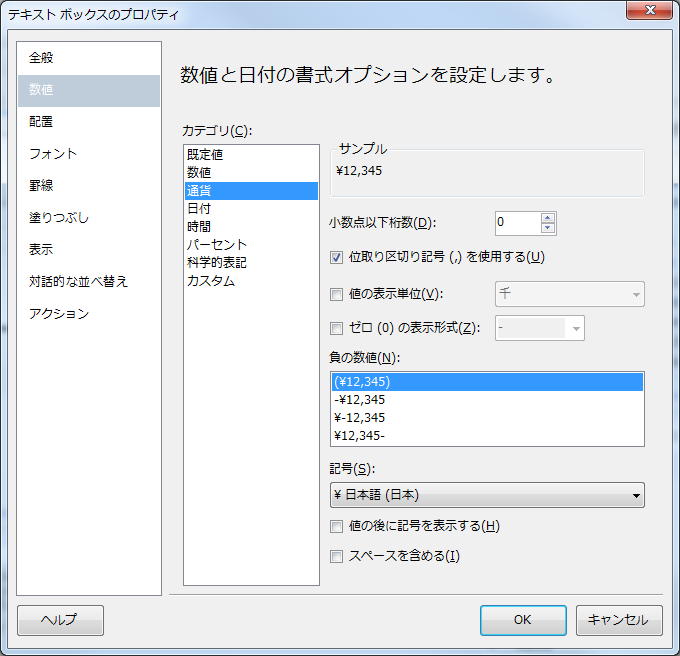 テキスト ボックスのプロパティ
全般
数値
配置
フォント
罫線
塗りつぶし
表示
対話的な並べ替え
アクション
数値と日付の書式オプションを設定します。
カテゴリ(C):
既定値
数値
通貨
日付
時間
パーセント
科学的表記
カスタム
サンプル
¥12,345
小数点以下桁数(D):
0
位取り区切り記号 (,) を使用する(U)
値の表示単位(V):
千
ゼロ (0) の表示形式(Z):
-
負の数値(N):
(¥12,345)
-¥12,345
¥-12,345
¥12,345-
記号(S):
¥ 日本語 (日本)
値の後に記号を表示する(H)
スペースを含める(I)
ヘルプ
OK
キャンセル